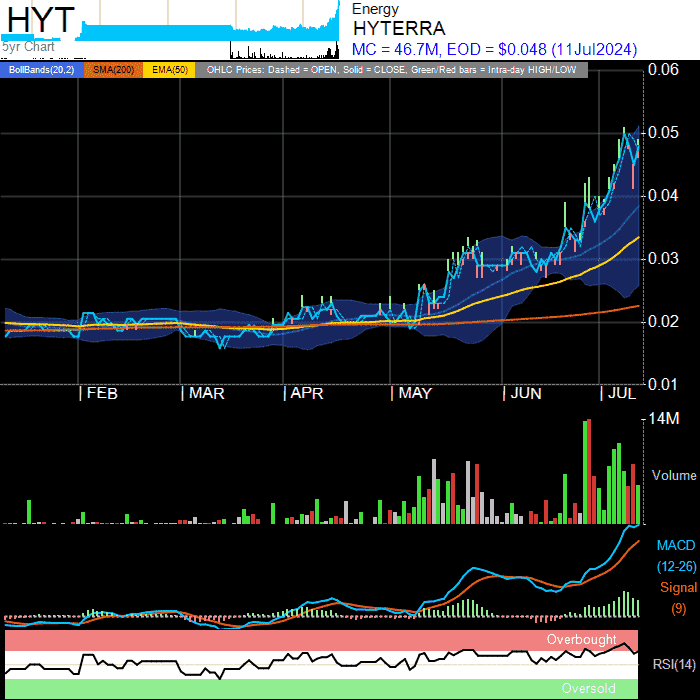 HYT
5yr Chart
Energy
HYTERRA
MC = 46.7M, EOD = $0.048 (11Jul2024)
BollBands(20,2) SMA(200) EMA(50) OHLC Prices: Dashed = OPEN, Solid = CLOSE, Green/Red bars = Intra-day HIGH/LOW
0.06
0.05
0.04
0.03
0.02
0.01
| FEB | MAR | APR | MAY | JUN | JUL
14M
Volume
MACD
(12-26)
Signal
(9)
Overbought
RSI(14)
Oversold